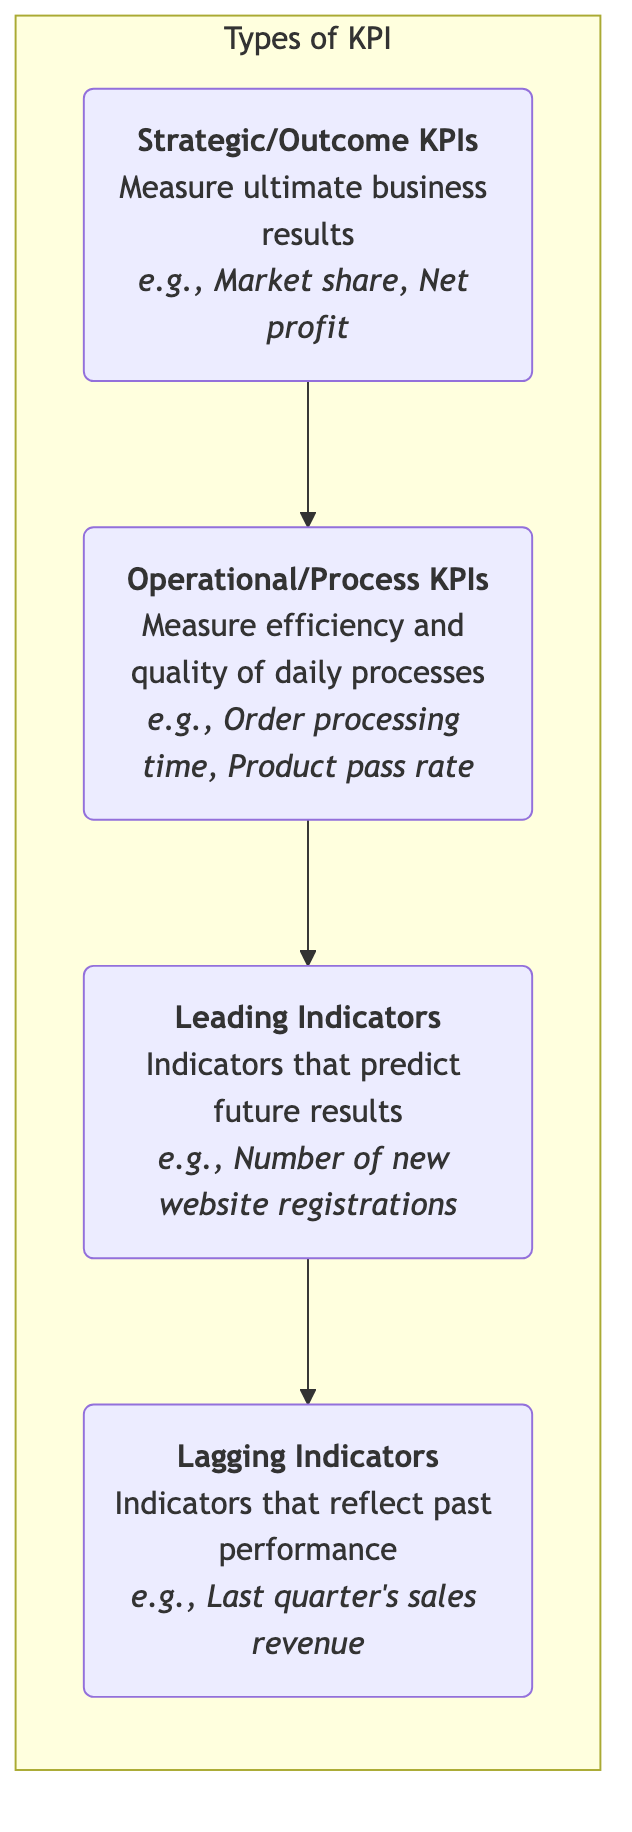 Types of KPI
Strategic/Outcome KPIs
Measure ultimate business
results
e.g., Market share, Net
profit
Operational/Process KPIs
Measure efficiency and
quality of daily processes
e.g., Order processing
time, Product pass rate
Leading Indicators
Indicators that predict
future results
e.g., Number of new
website registrations
Lagging Indicators
Indicators that reflect past
performance
e.g., Last quarter's sales
revenue